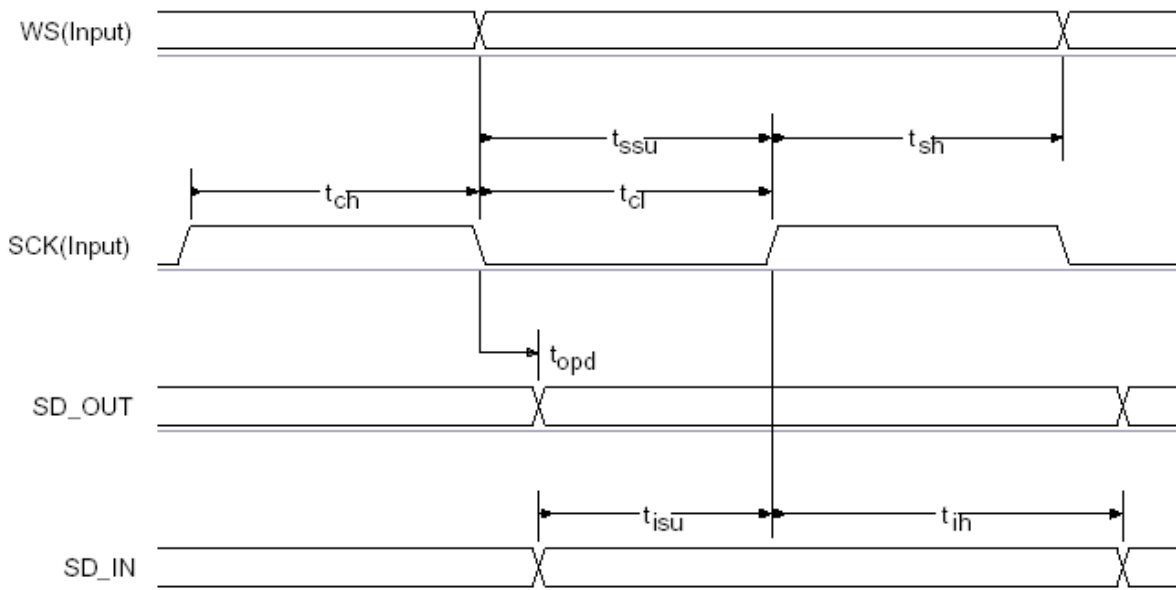 WS(Input)
tssu
tsh
tch
tcl
SCK(Input)
topd
SD_OUT
tisu
tih
SD_IN